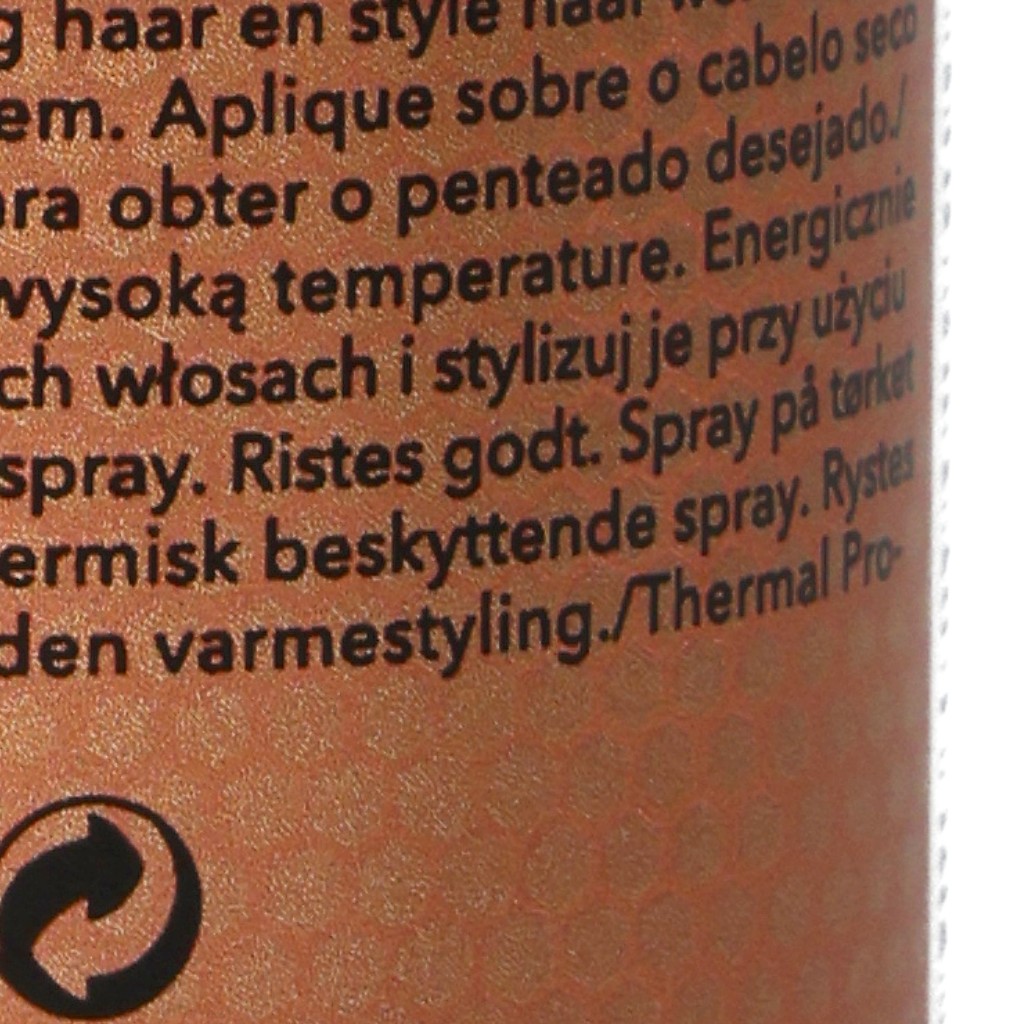 haar en style haar
em. Aplique sobre o cabelo seco
ara obter o penteado desejado./
wysoką temperature. Energicznie
ch włosach i stylizuj je przy użyciu
spray. Ristes godt. Spray på tørket
ermisk beskyttende spray. Rystes
den varmestyling./Thermal Pro-